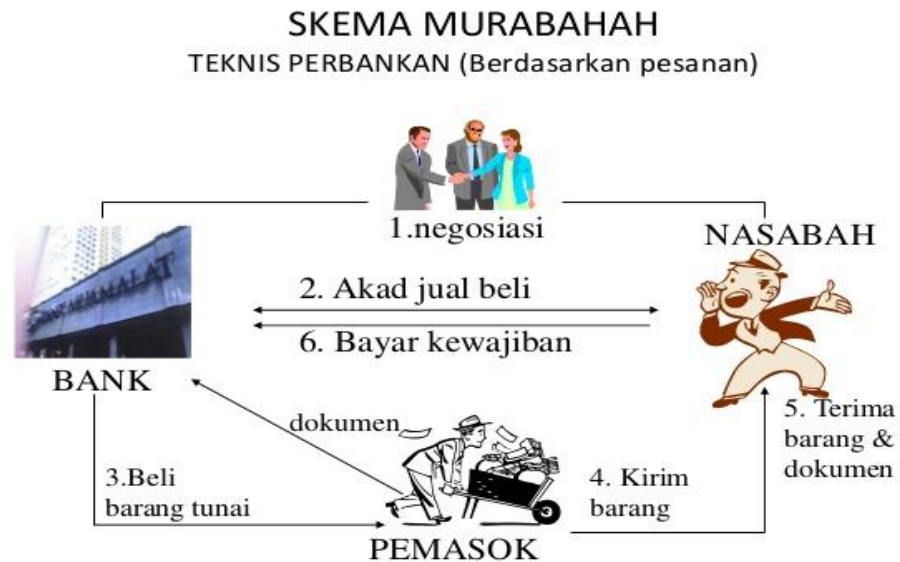 SKEMA MURABAHAH
TEKNIS PERBANKAN (Berdasarkan pesanan)
1.negosiasi
NASABAH
2. Akad jual beli
6. Bayar kewajiban
BANK
dokumen
5. Terima
barang &
dokumen
3.Beli
barang tunai
4. Kirim
barang
PEMASOK